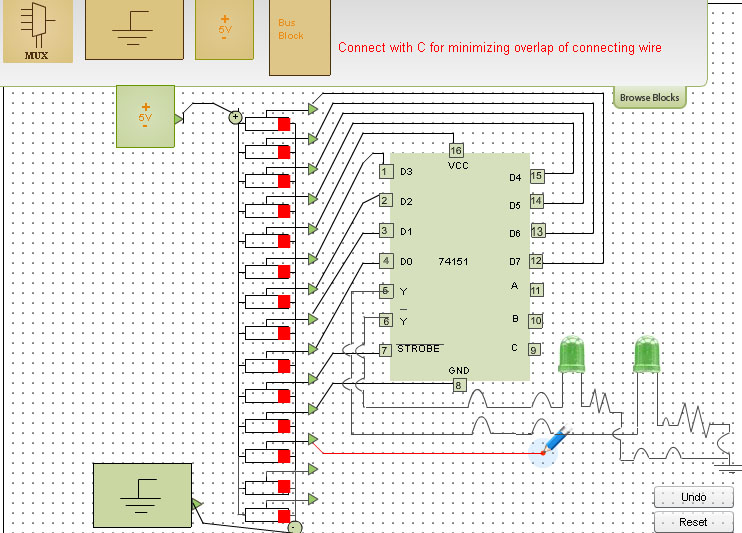 MUX
+
5V
-
Bus
Block
Connect with C for minimizing overlap of connecting wire
Browse Blocks
+
5V
-
+
16
VCC
1 D3 D4 15
2 D2 D5 14
3 D1 D6 13
4 D0 74151 D7 12
5 Y A 11
6 Y B 10
7 STROBE C 9
GND
8
-
Undo
Reset